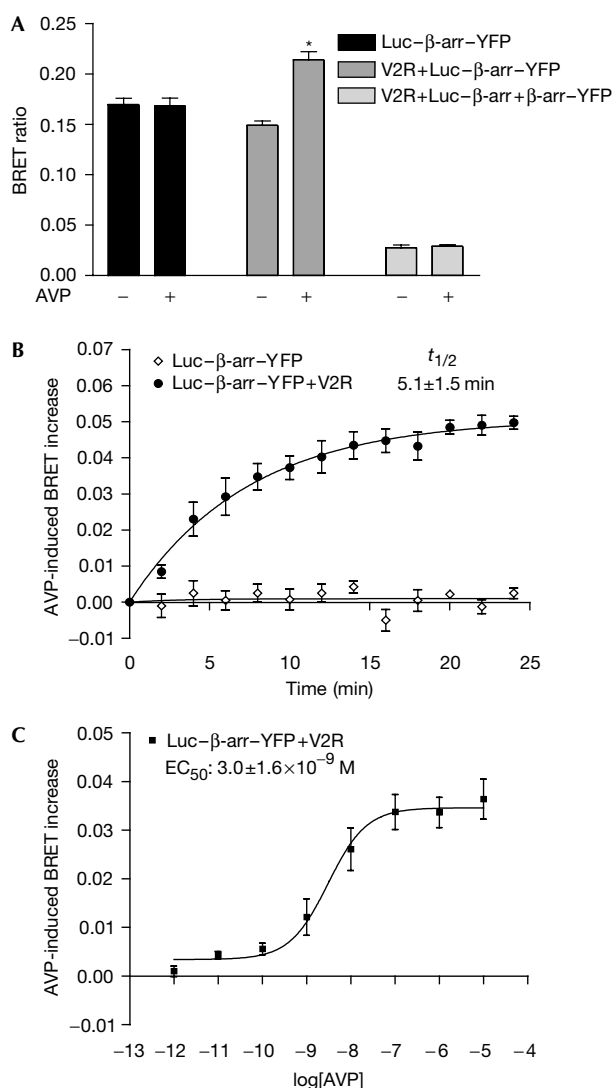 A
BRET ratio
0.25
0.20
0.15
0.10
0.05
0.00
*
Luc–β-arr–YFP
V2R+Luc–β-arr–YFP
V2R+Luc–β-arr+β-arr–YFP
AVP – + – + – +
B
AVP-induced BRET increase
0.07
0.06
0.05
0.04
0.03
0.02
0.01
0.00
–0.01
Luc–β-arr–YFP
Luc–β-arr–YFP+V2R
t1/2
5.1±1.5 min
0 5 10 15 20 25
Time (min)
C
AVP-induced BRET increase
0.05
0.04
0.03
0.02
0.01
0.00
–0.01
Luc–β-arr–YFP+V2R
EC50: 3.0±1.6×10–9 M
–13 –12 –11 –10 –9 –8 –7 –6 –5 –4
log[AVP]